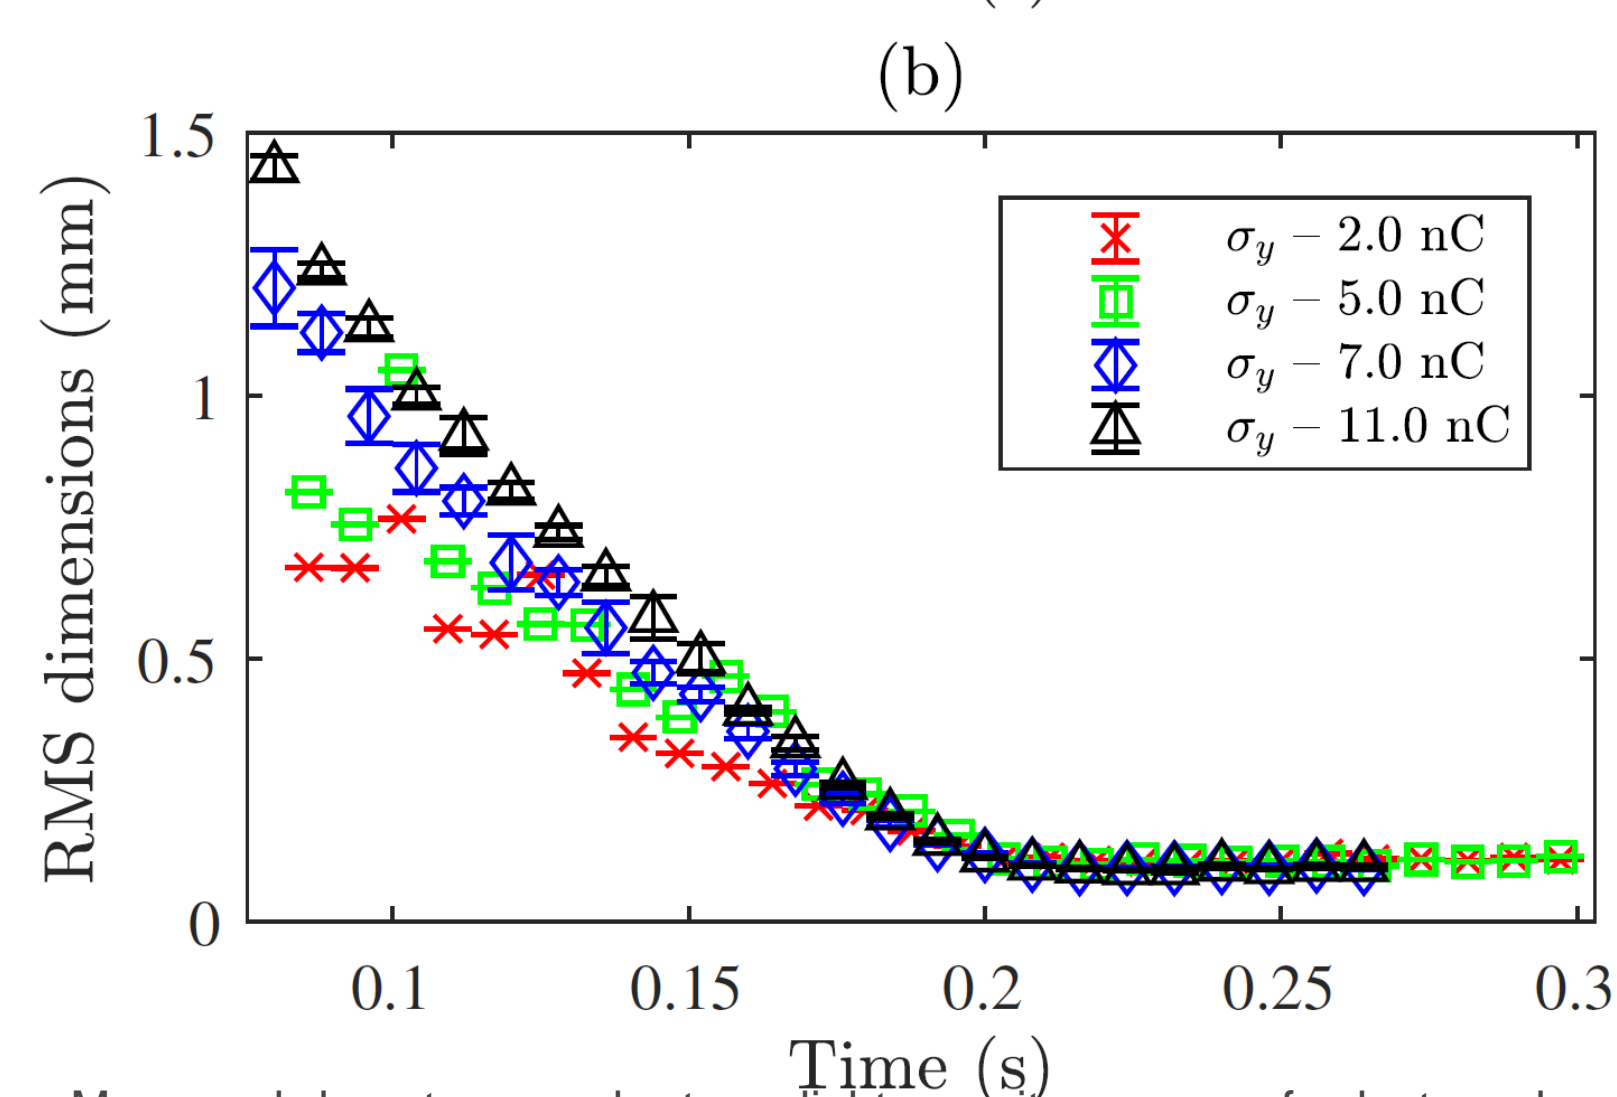 (b)
1.5
1
0.5
0
RMS dimensions (mm)
σy – 2.0 nC
σy – 5.0 nC
σy – 7.0 nC
σy – 11.0 nC
0.1 0.15 0.2 0.25 0.3
Time (s)